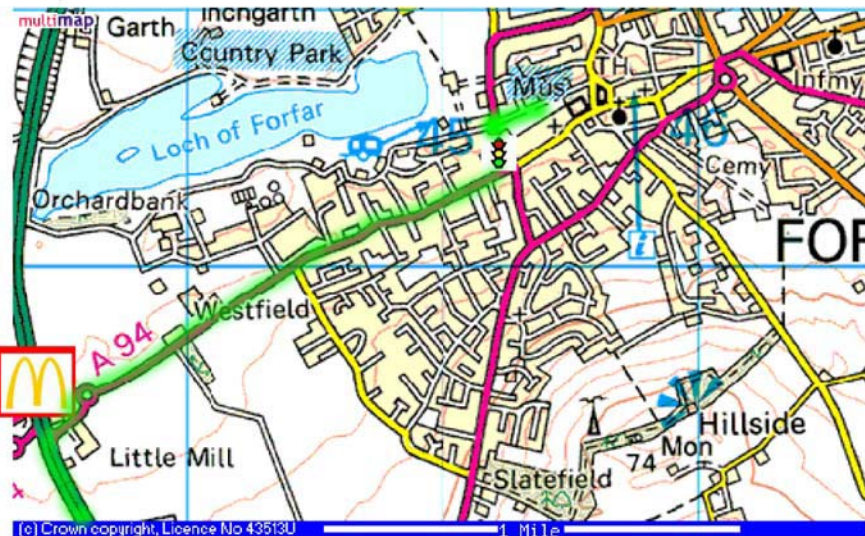 multimap
Garth
Inchgarth
Country Park
Mus
TH
Infmy
Loch of Forfar
45
46
Cemy
Orchardbank
i
FOR
Westfield
A 94
M
Hillside
Little Mill
74
Mon
Slatefield
(c) Crown copyright, Licence No 43513U
1 Mile